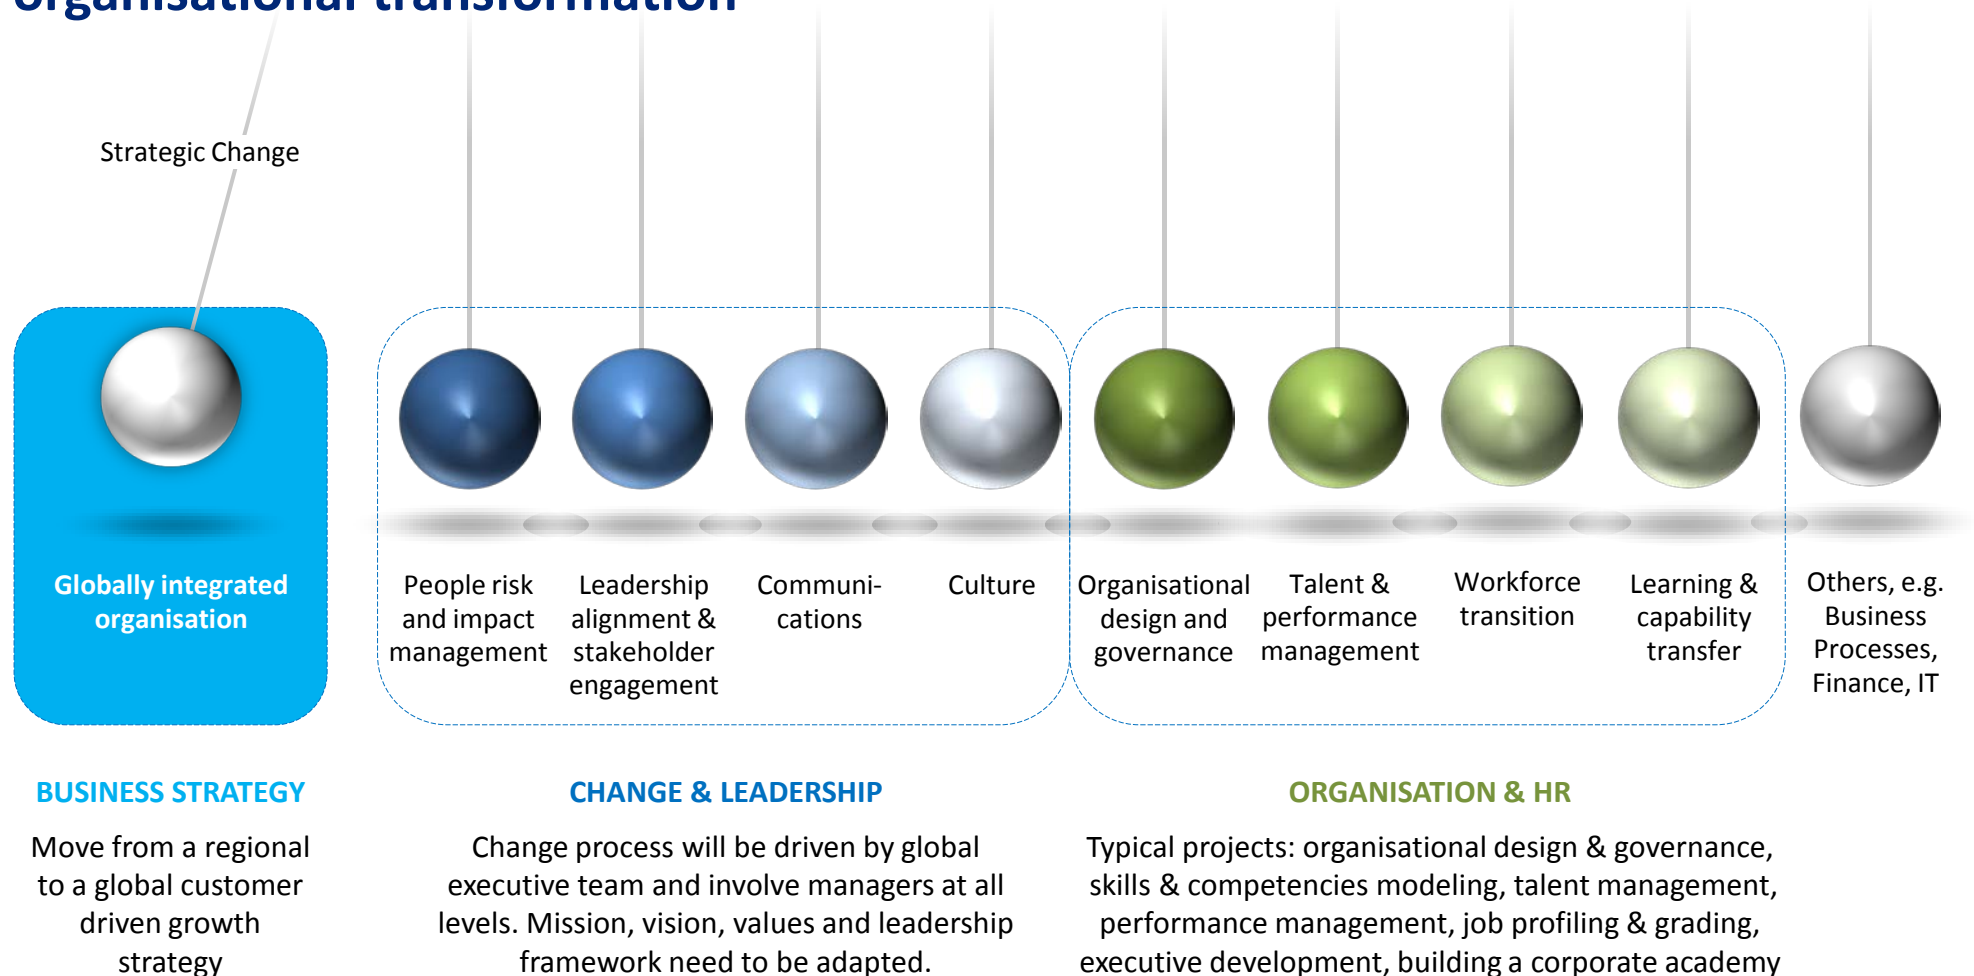 organisational transformation
Strategic Change
Globally integrated
organisation
People risk
and impact
management
Leadership
alignment &
stakeholder
engagement
Communi-
cations
Culture
Organisational
design and
governance
Talent &
performance
management
Workforce
transition
Learning &
capability
transfer
Others, e.g.
Business
Processes,
Finance, IT
BUSINESS STRATEGY
Move from a regional
to a global customer
driven growth
strategy
CHANGE & LEADERSHIP
Change process will be driven by global
executive team and involve managers at all
levels. Mission, vision, values and leadership
framework need to be adapted.
ORGANISATION & HR
Typical projects: organisational design & governance,
skills & competencies modeling, talent management,
performance management, job profiling & grading,
executive development, building a corporate academy